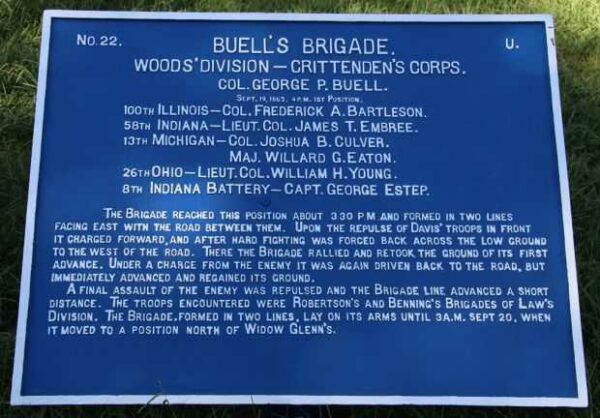 No. 22.
U.
BUELL'S BRIGADE.
WOODS' DIVISION – CRITTENDEN'S CORPS.
COL. GEORGE P. BUELL.
SEPT. 19, 1863, 4 P.M. 1ST POSITION.
100TH ILLINOIS – COL. FREDERICK A. BARTLESON.
58TH INDIANA – LIEUT. COL. JAMES T. EMBREE.
13TH MICHIGAN – COL. JOSHUA B. CULVER.
MAJ. WILLARD G. EATON.
26TH OHIO – LIEUT. COL. WILLIAM H. YOUNG.
8TH INDIANA BATTERY – CAPT. GEORGE ESTEP.
THE BRIGADE REACHED THIS POSITION ABOUT 3 30 P.M AND FORMED IN TWO LINES
FACING EAST WITH THE ROAD BETWEEN THEM. UPON THE REPULSE OF DAVIS' TROOPS IN FRONT
IT CHARGED FORWARD, AND AFTER HARD FIGHTING WAS FORCED BACK ACROSS THE LOW GROUND
TO THE WEST OF THE ROAD. THERE THE BRIGADE RALLIED AND RETOOK THE GROUND OF ITS FIRST
ADVANCE. UNDER A CHARGE FROM THE ENEMY IT WAS AGAIN DRIVEN BACK TO THE ROAD, BUT
IMMEDIATELY ADVANCED AND REGAINED ITS GROUND.
A FINAL ASSAULT OF THE ENEMY WAS REPULSED AND THE BRIGADE LINE ADVANCED A SHORT
DISTANCE. THE TROOPS ENCOUNTERED WERE ROBERTSON'S AND BENNING'S BRIGADES OF LAW'S
DIVISION. THE BRIGADE, FORMED IN TWO LINES, LAY ON ITS ARMS UNTIL 3 A.M. SEPT 20, WHEN
IT MOVED TO A POSITION NORTH OF WIDOW GLENN'S.